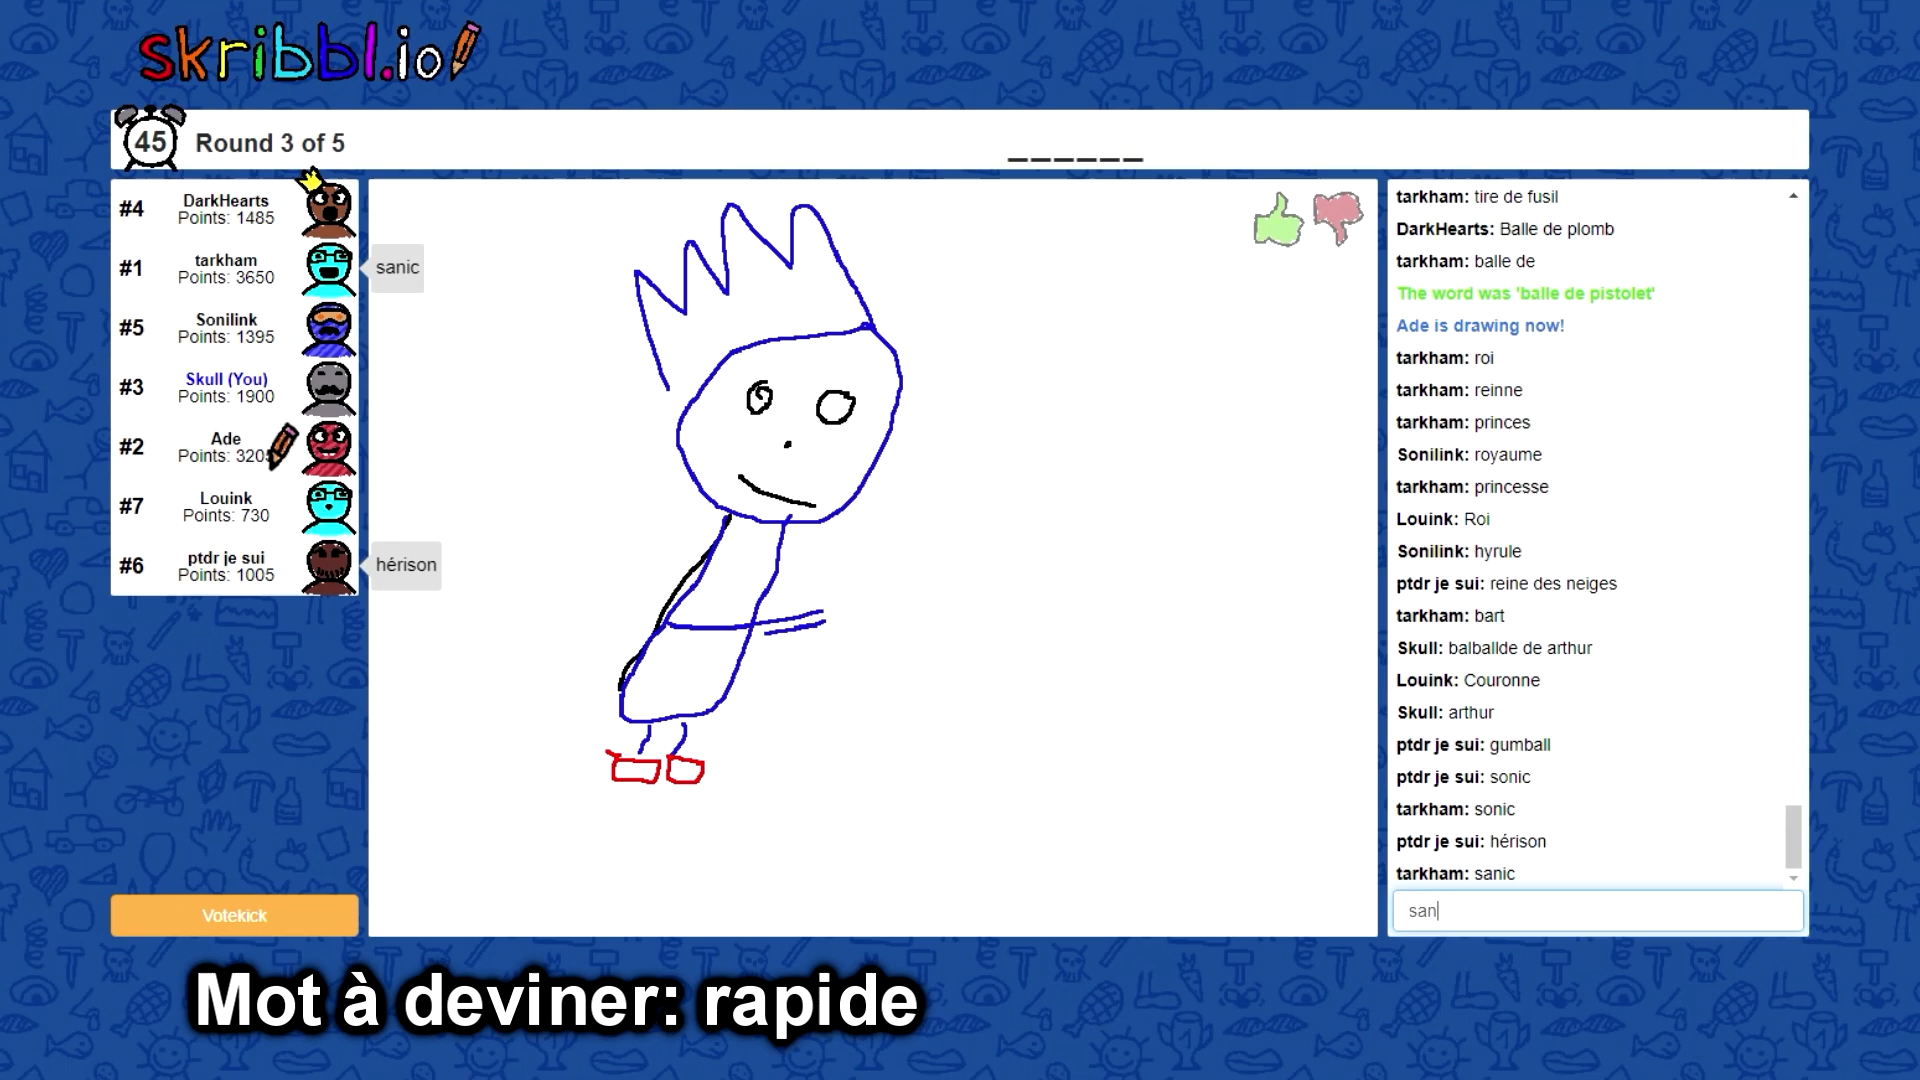 skribbl.io
45 Round 3 of 5
______
#4 DarkHearts
Points: 1485
#1 tarkham
Points: 3650
sanic
#5 Sonilink
Points: 1395
#3 Skull (You)
Points: 1900
#2 Ade
Points: 320
#7 Louink
Points: 730
#6 ptdr je sui
Points: 1005
hérison
Votekick
tarkham: tire de fusil
DarkHearts: Balle de plomb
tarkham: balle de
The word was 'balle de pistolet'
Ade is drawing now!
tarkham: roi
tarkham: reinne
tarkham: princes
Sonilink: royaume
tarkham: princesse
Louink: Roi
Sonilink: hyrule
ptdr je sui: reine des neiges
tarkham: bart
Skull: balballde de arthur
Louink: Couronne
Skull: arthur
ptdr je sui: gumball
ptdr je sui: sonic
tarkham: sonic
ptdr je sui: hérison
tarkham: sanic
san
Mot à deviner: rapide